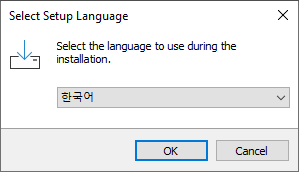 Select Setup Language
Select the language to use during the
installation.
한국어
OK
Cancel